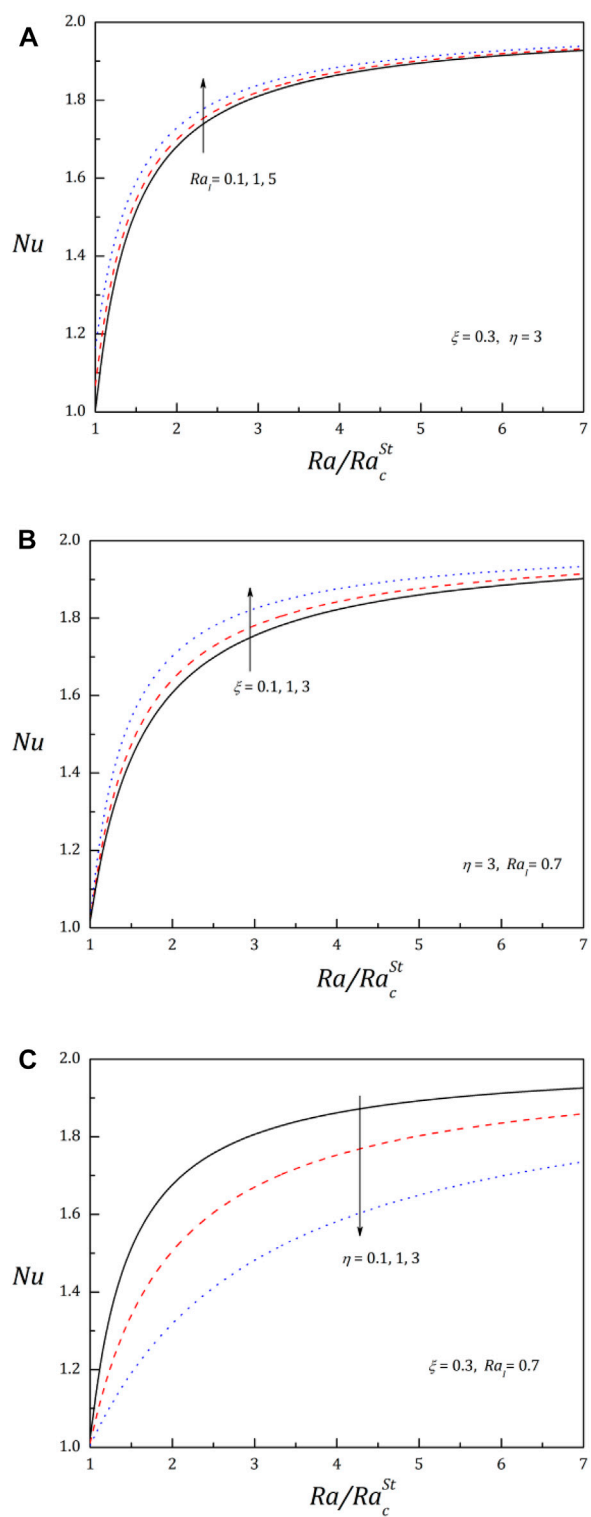 A
2.0
1.8
1.6
1.4
1.2
1.0
Nu
Ra_I = 0.1, 1, 5
ξ = 0.3, η = 3
1 2 3 4 5 6 7
Ra/Ra_c^St
B
2.0
1.8
1.6
1.4
1.2
1.0
Nu
ξ = 0.1, 1, 3
η = 3, Ra_I = 0.7
1 2 3 4 5 6 7
Ra/Ra_c^St
C
2.0
1.8
1.6
1.4
1.2
1.0
Nu
η = 0.1, 1, 3
ξ = 0.3, Ra_I = 0.7
1 2 3 4 5 6 7
Ra/Ra_c^St